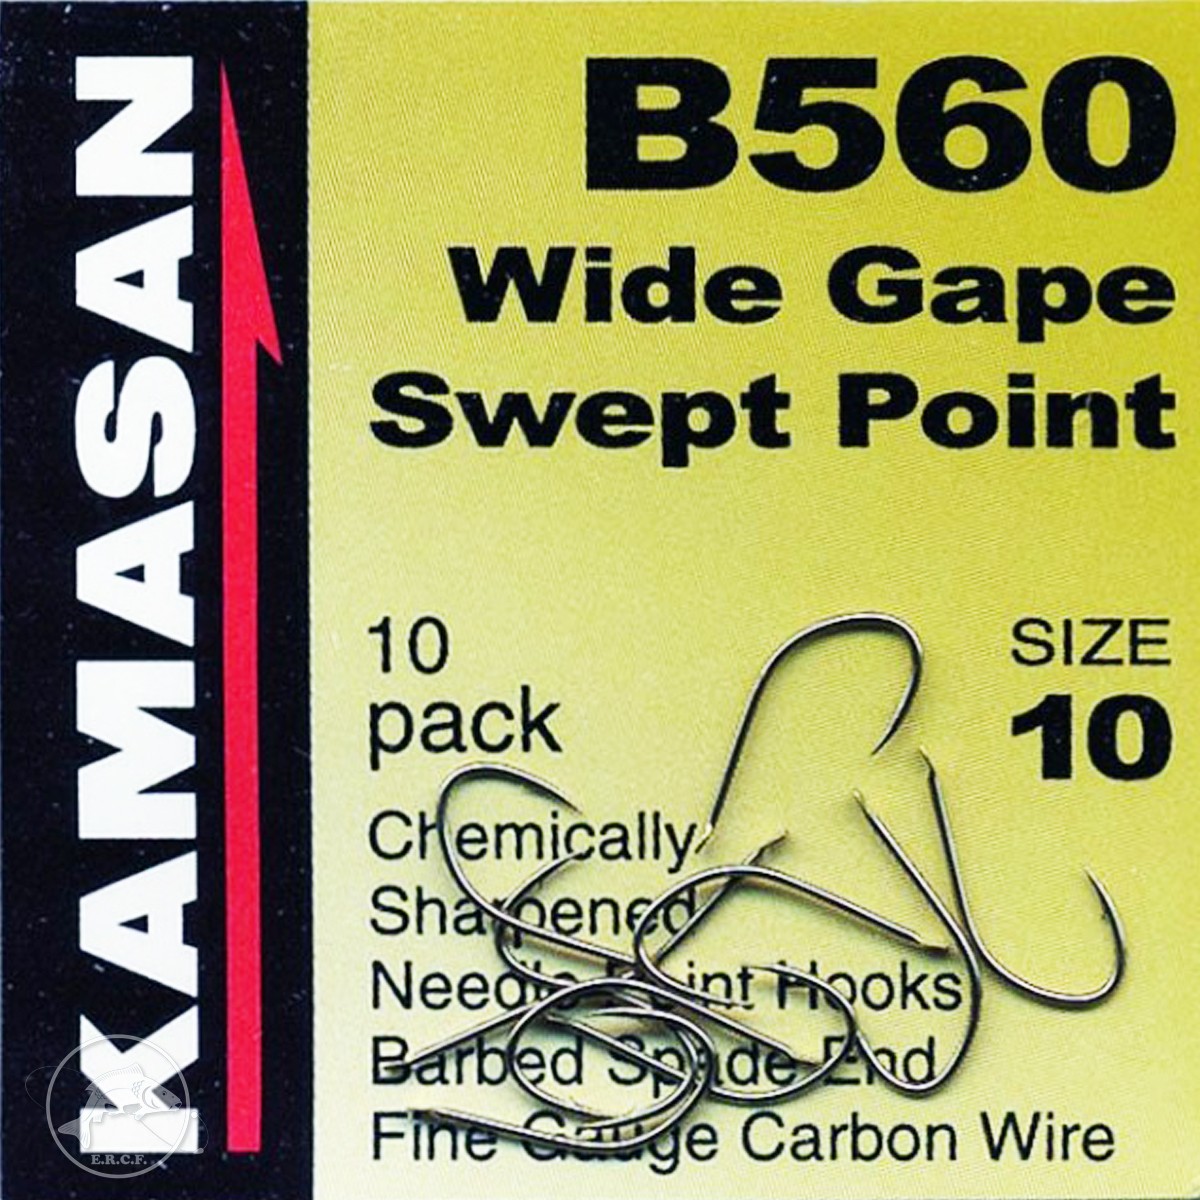 KAMASAN
B560
Wide Gape
Swept Point
10
pack
SIZE
10
Chemically
Sharpened
Needle Point Hooks
Barbed Spade End
Fine Gauge Carbon Wire
E.R.C.F.